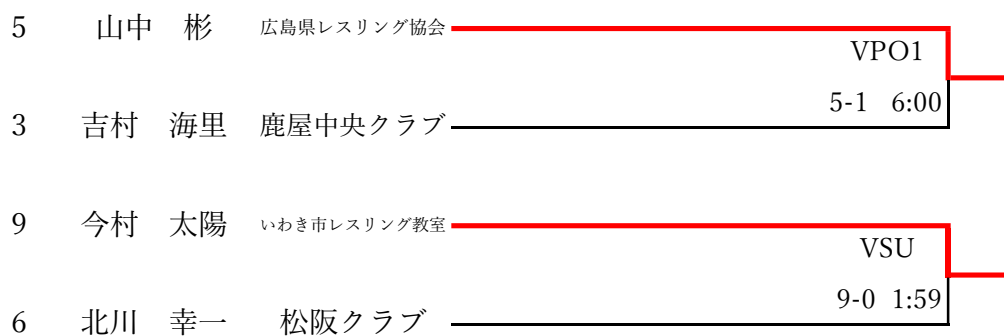 5 山中 彬 広島県レスリング協会
VPO1
5-1 6:00
3 吉村 海里 鹿屋中央クラブ
9 今村 太陽 いわき市レスリング教室
VSU
9-0 1:59
6 北川 幸一 松阪クラブ